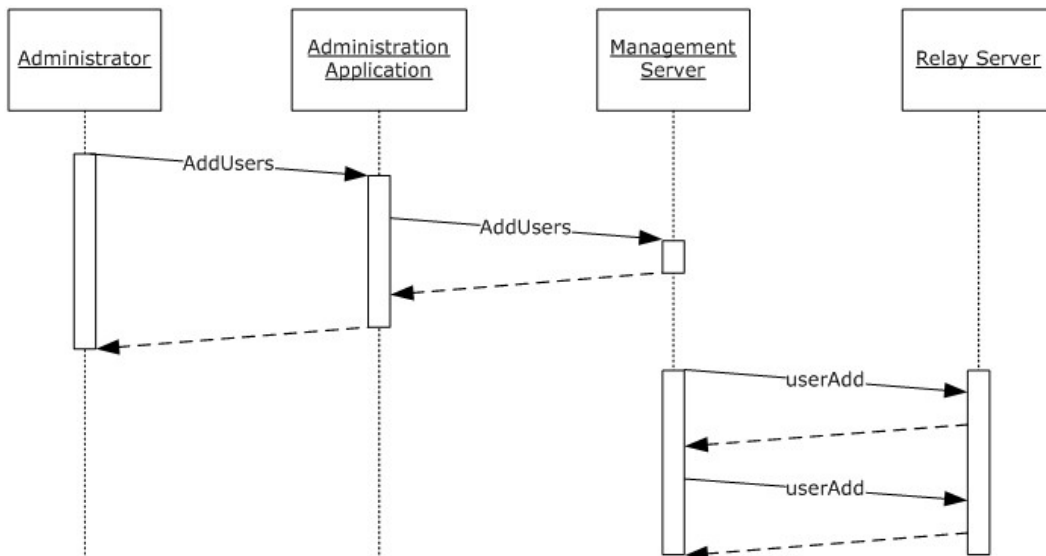 Administrator
Administration
Application
Management
Server
Relay Server
AddUsers
AddUsers
userAdd
userAdd